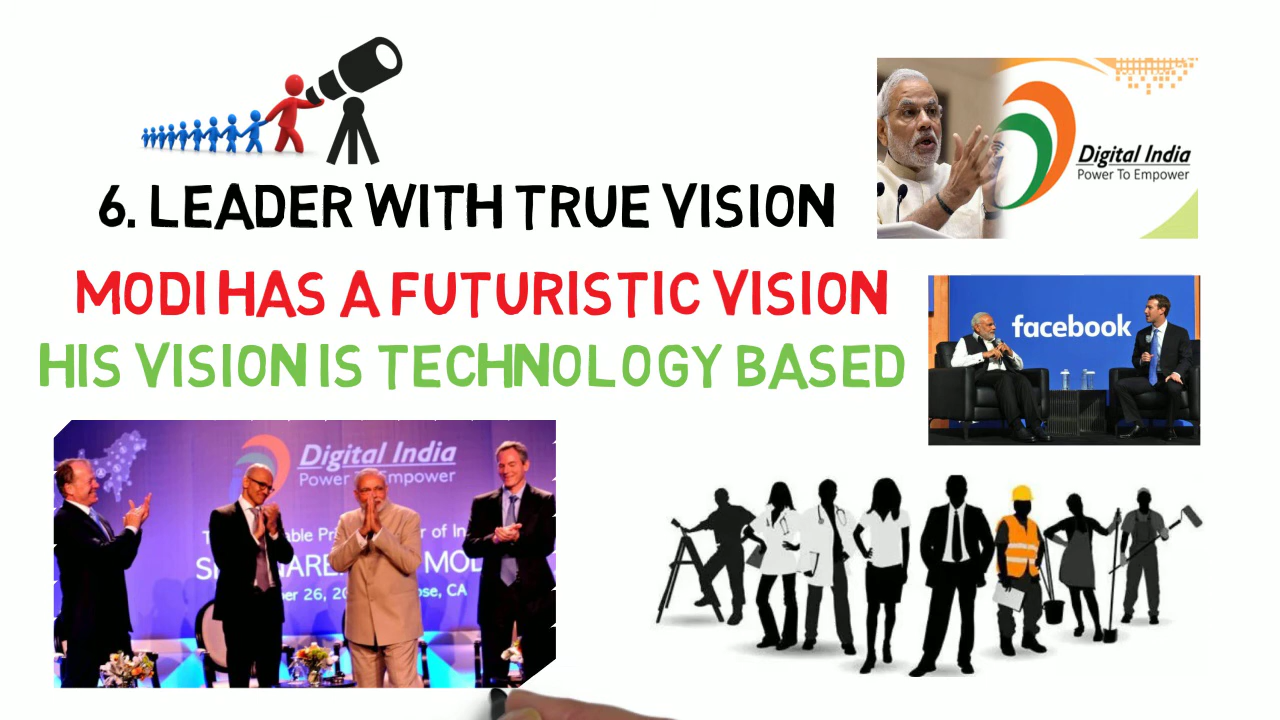 6. LEADER WITH TRUE VISION
MODI HAS A FUTURISTIC VISION
HIS VISION IS TECHNOLOGY BASED
Digital India
Power To Empower
facebook
Digital India
Power To Empower